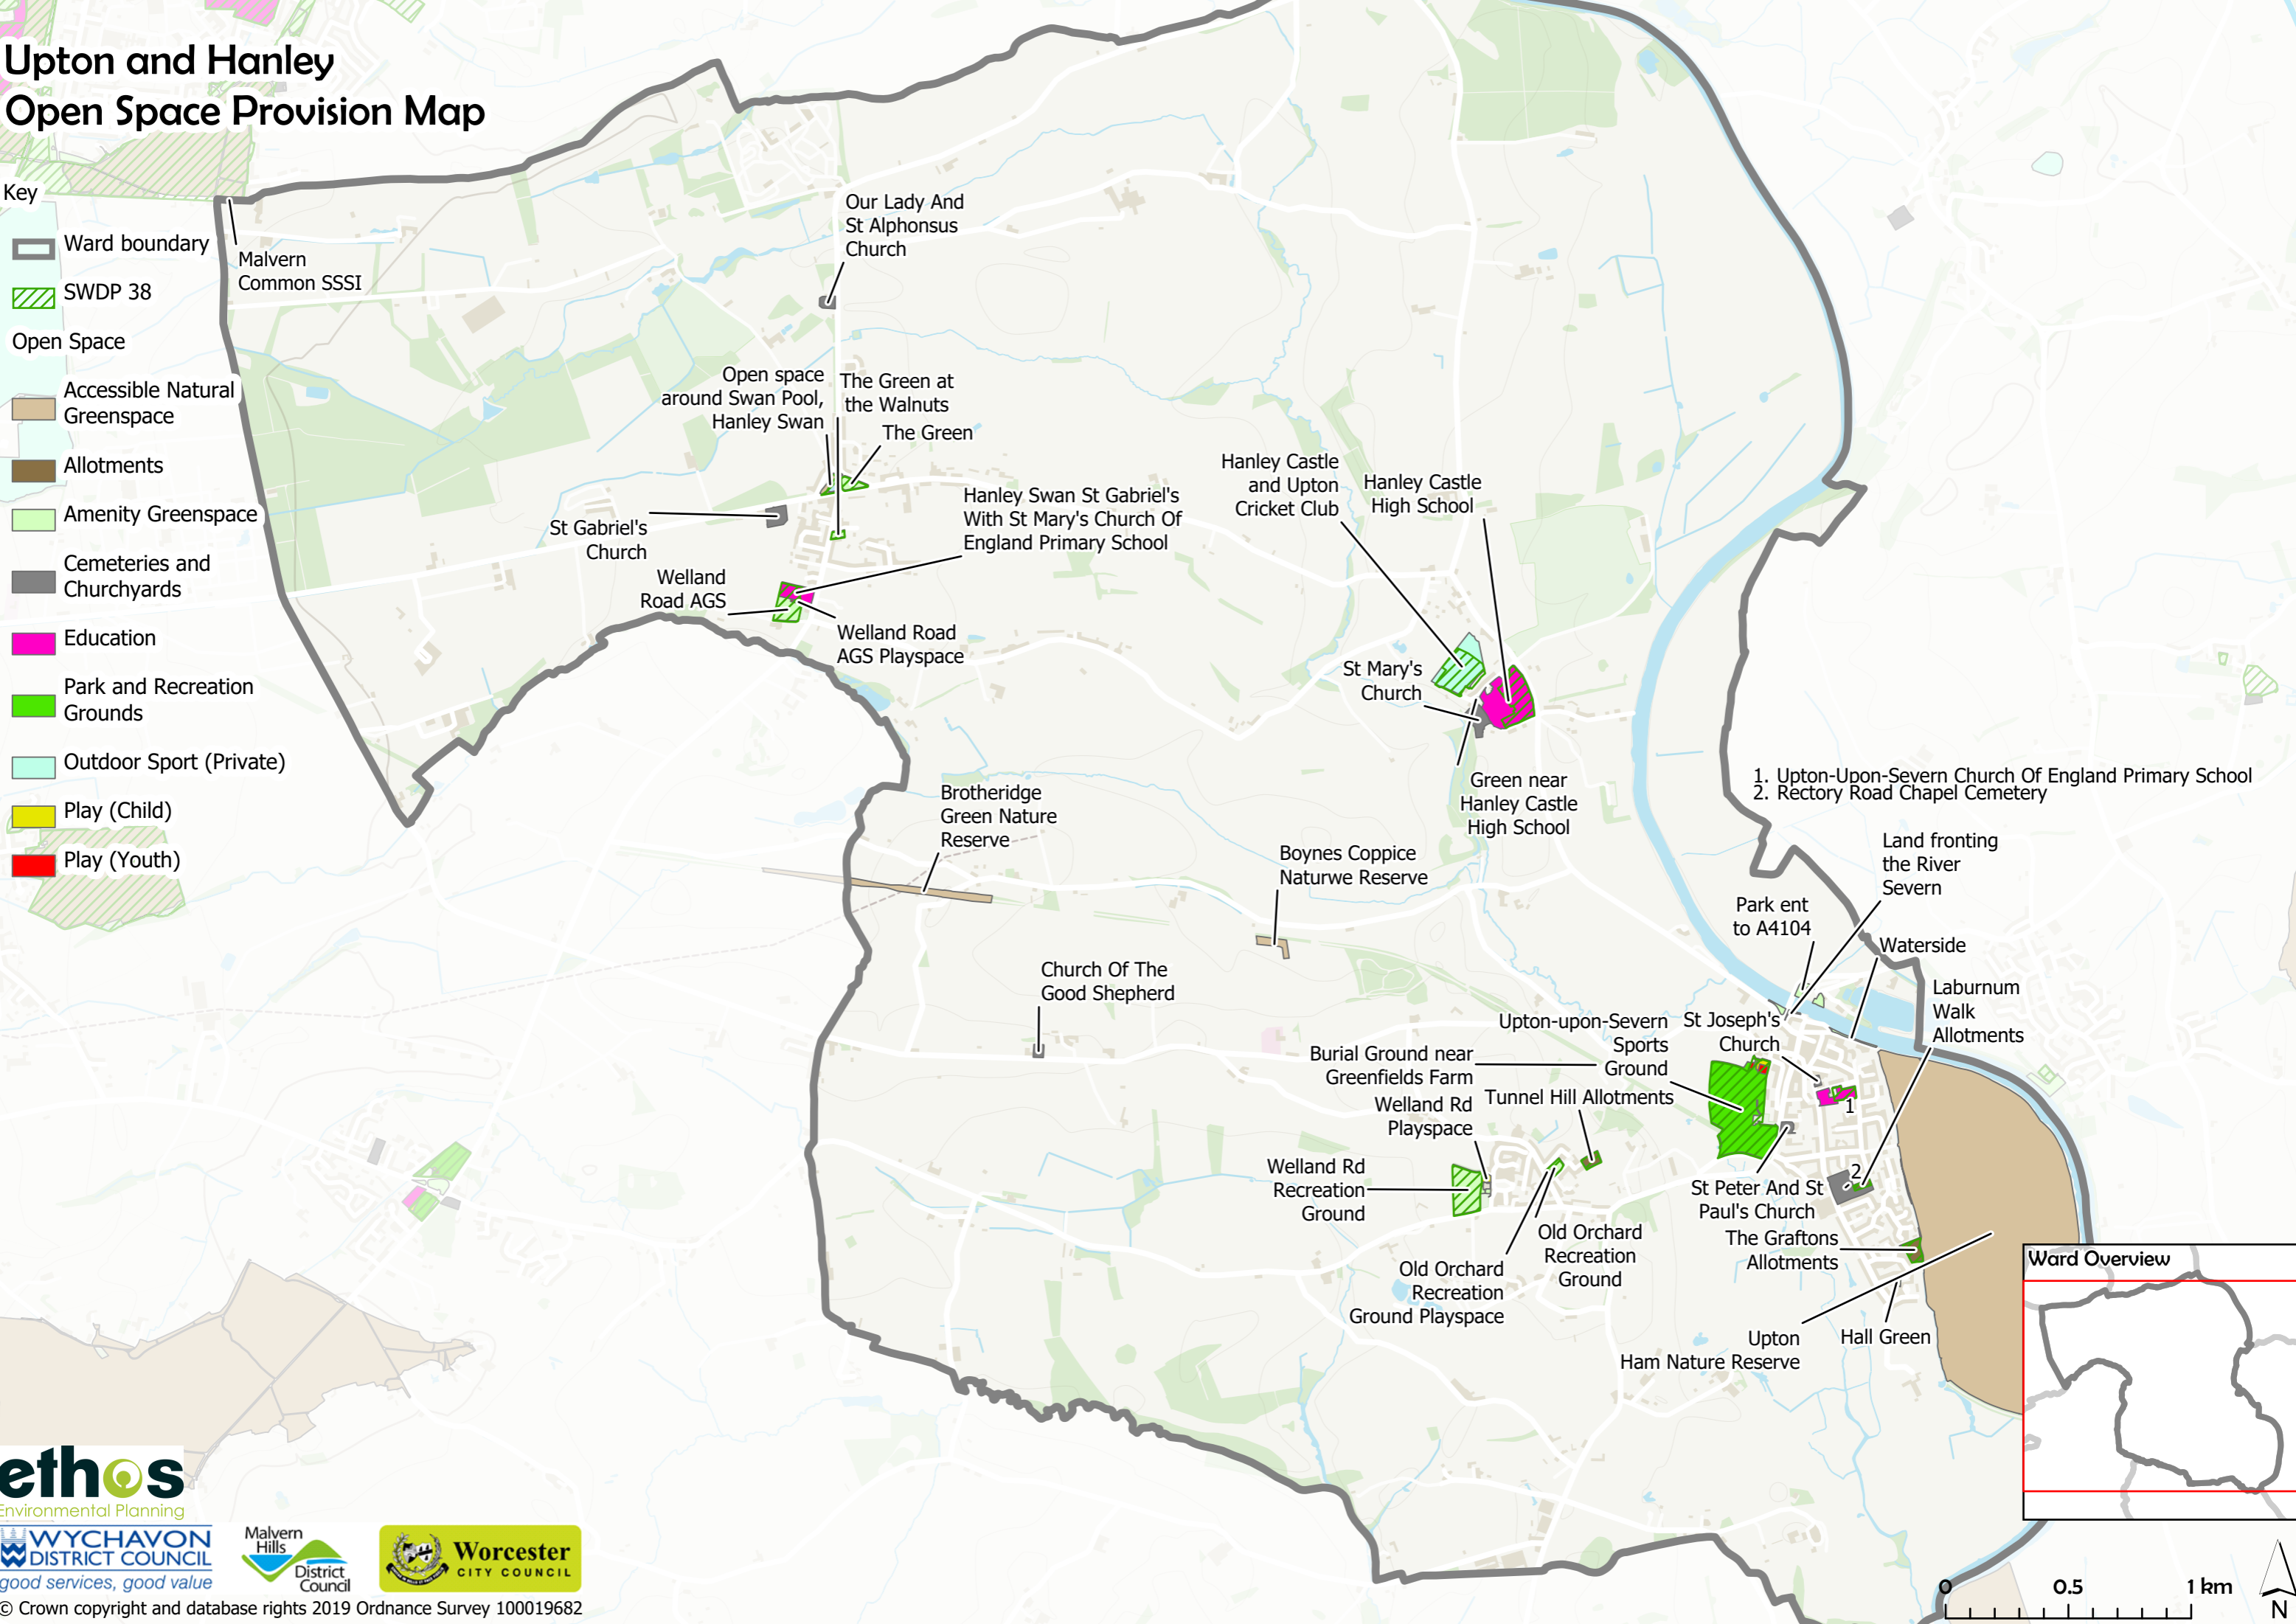 Upton and Hanley
Open Space Provision Map
Key
Ward boundary
SWDP 38
Open Space
Accessible Natural
Greenspace
Allotments
Amenity Greenspace
Cemeteries and
Churchyards
Education
Park and Recreation
Grounds
Outdoor Sport (Private)
Play (Child)
Play (Youth)
Malvern
Common SSSI
Our Lady And
St Alphonsus
Church
Open space
around Swan Pool,
Hanley Swan
The Green at
the Walnuts
The Green
St Gabriel's
Church
Hanley Swan St Gabriel's
With St Mary's Church Of
England Primary School
Welland
Road AGS
Welland Road
AGS Playspace
Hanley Castle
and Upton
Cricket Club
Hanley Castle
High School
St Mary's
Church
Green near
Hanley Castle
High School
1. Upton-Upon-Severn Church Of England Primary School
2. Rectory Road Chapel Cemetery
Brotheridge
Green Nature
Reserve
Boynes Coppice
Naturwe Reserve
Land fronting
the River
Severn
Park ent
to A4104
Waterside
Church Of The
Good Shepherd
Laburnum
Walk
Allotments
Upton-upon-Severn
Sports
Ground
St Joseph's
Church
Burial Ground near
Greenfields Farm
Tunnel Hill Allotments
Welland Rd
Playspace
1
Welland Rd
Recreation
Ground
2
St Peter And St
Paul's Church
The Graftons
Allotments
Old Orchard
Recreation
Ground
Old Orchard
Recreation
Ground Playspace
Upton
Ham Nature Reserve
Hall Green
Ward Overview
ethos
Environmental Planning
WYCHAVON
DISTRICT COUNCIL
good services, good value
Malvern
Hills
District
Council
Worcester
CITY COUNCIL
© Crown copyright and database rights 2019 Ordnance Survey 100019682
0 0.5 1 km
N